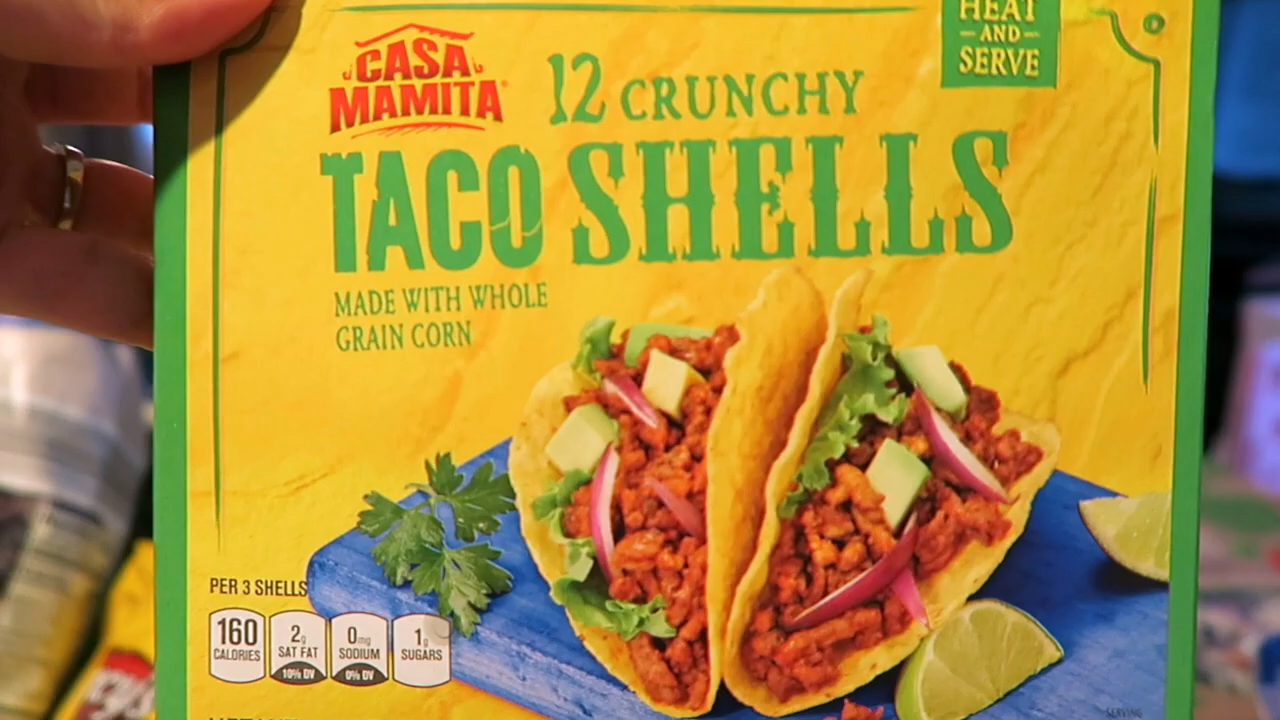 HEAT
AND
SERVE
CASA
MAMITA
12 CRUNCHY
TACO SHELLS
MADE WITH WHOLE
GRAIN CORN
PER 3 SHELLS
160
CALORIES
2g
SAT FAT
10% DV
0mg
SODIUM
0% DV
1g
SUGARS
SERVING